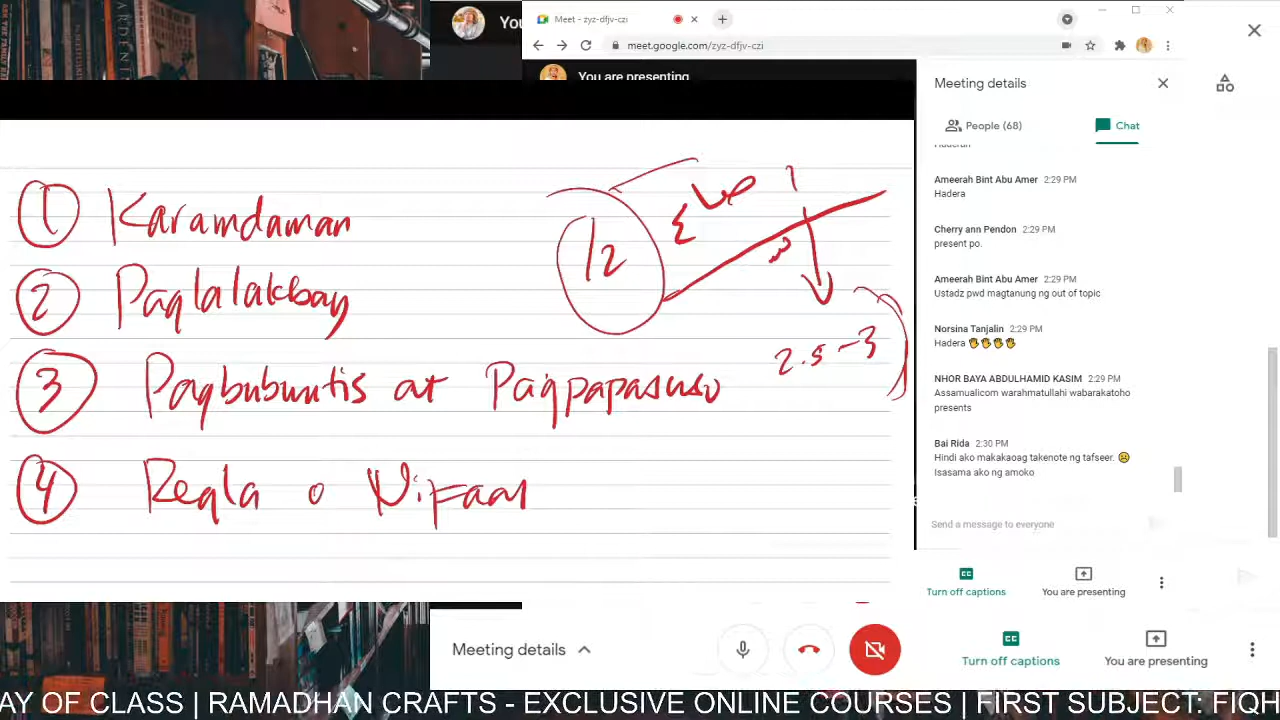 You
Meet - zyz-dfjv-czi
meet.google.com/zyz-dfjv-czi
You are presenting
Meeting details
People (68)
Chat
Ameerah Bint Abu Amer 2:29 PM
Hadera
Cherry ann Pendon 2:29 PM
present po.
Ameerah Bint Abu Amer 2:29 PM
Ustadz pwd magtanung ng out of topic
Norsina Tanjalin 2:29 PM
Hadera 🖐🖐🖐🖐
NHOR BAYA ABDULHAMID KASIM 2:29 PM
Assamualicom warahmatullahi wabarakatoho
presents
Bai Rida 2:30 PM
Hindi ako makakaoag takenote ng tafseer. ☹️
Isasama ako ng amoko
Send a message to everyone
Turn off captions
You are presenting
1 Karamdaman
2 Paglalakbay
3 Pagbubuntis at Pagpapasuso
4 Regla o Nifaas
12
2.5 - 3
Meeting details
Turn off captions
You are presenting
AY OF CLASS | RAMADHAN CRAFTS - EXCLUSIVE ONLINE COURSES | FIRST SUBJECT: FIQH